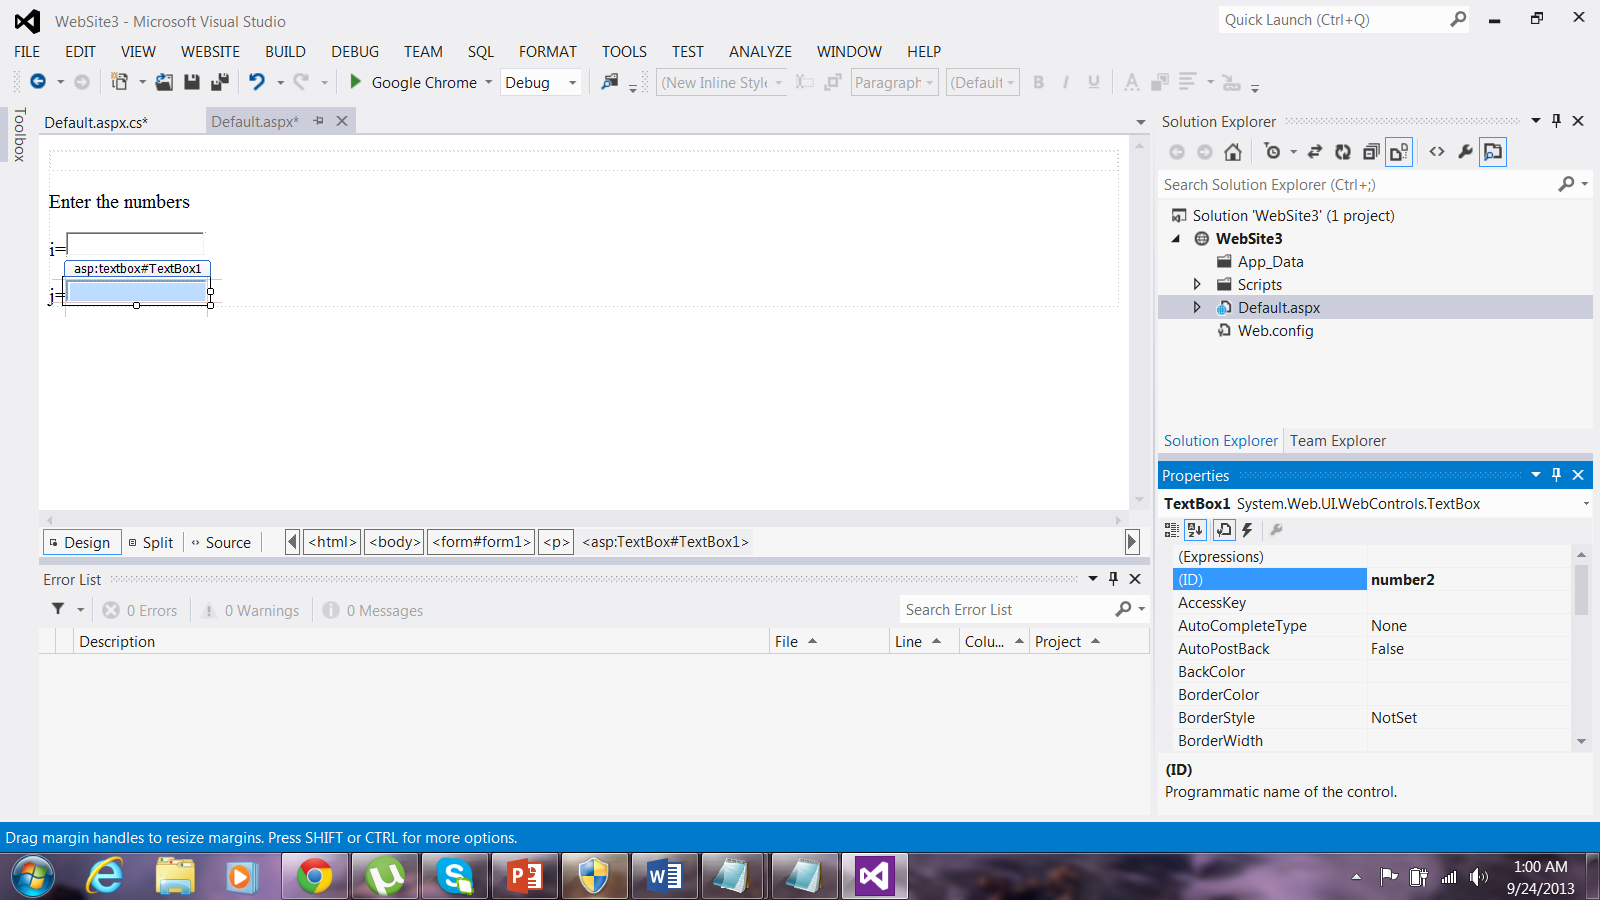 WebSite3 - Microsoft Visual Studio
Quick Launch (Ctrl+Q)
FILE EDIT VIEW WEBSITE BUILD DEBUG TEAM SQL FORMAT TOOLS TEST ANALYZE WINDOW HELP
Google Chrome Debug (New Inline Style Paragraph (Default
Toolbox
Default.aspx.cs* Default.aspx*
Enter the numbers
i=
asp:textbox#TextBox1
j=
Design Split Source <html> <body> <form#form1> <p> <asp:TextBox#TextBox1>
Error List
0 Errors 0 Warnings 0 Messages Search Error List
Description File Line Colu... Project
Solution Explorer
Search Solution Explorer (Ctrl+;)
Solution 'WebSite3' (1 project)
WebSite3
App_Data
Scripts
Default.aspx
Web.config
Solution Explorer Team Explorer
Properties
TextBox1 System.Web.UI.WebControls.TextBox
(Expressions)
(ID) number2
AccessKey
AutoCompleteType None
AutoPostBack False
BackColor
BorderColor
BorderStyle NotSet
BorderWidth
(ID)
Programmatic name of the control.
Drag margin handles to resize margins. Press SHIFT or CTRL for more options.
1:00 AM
9/24/2013